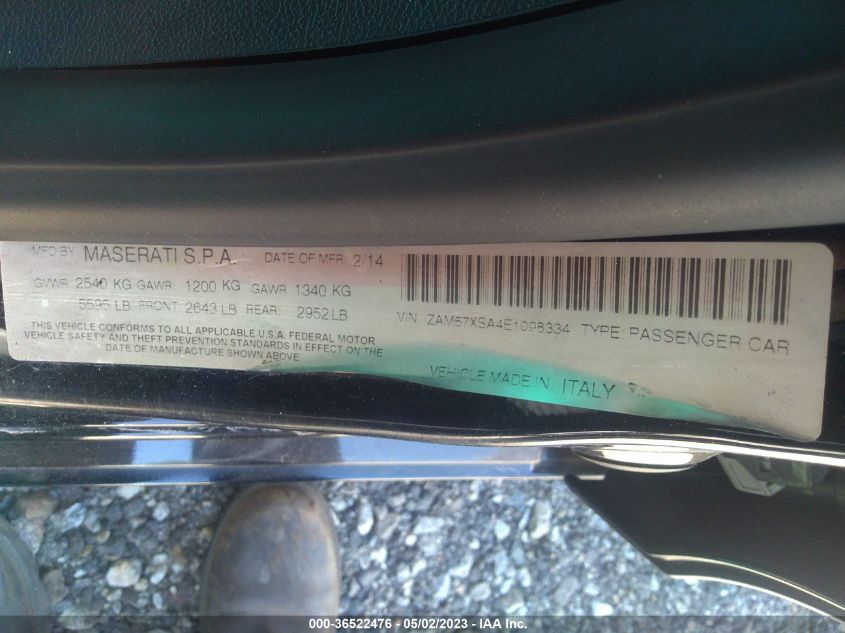 MFD BY MASERATI S.P.A. DATE OF MFR 2/14
GVWR 2540 KG GAWR 1200 KG GAWR 1340 KG
5595 LB FRONT 2643 LB REAR 2952 LB
THIS VEHICLE CONFORMS TO ALL APPLICABLE U.S.A. FEDERAL MOTOR
VEHICLE SAFETY AND THEFT PREVENTION STANDARDS IN EFFECT ON THE
DATE OF MANUFACTURE SHOWN ABOVE
VIN: ZAM57XSA4E1098334 TYPE: PASSENGER CAR
VEHICLE MADE IN ITALY
000-36522476 — 05/02/2023 — IAA Inc.